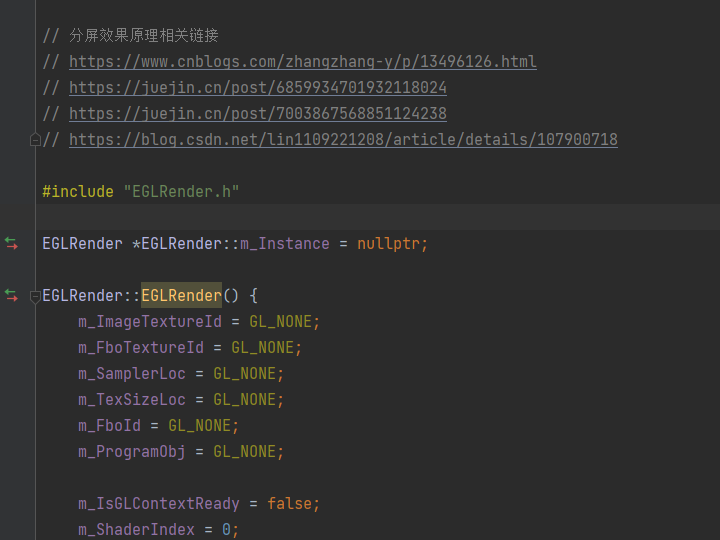 // 分屏效果原理相关链接
// https://www.cnblogs.com/zhangzhang-y/p/13496126.html
// https://juejin.cn/post/6859934701932118024
// https://juejin.cn/post/7003867568851124238
// https://blog.csdn.net/lin1109221208/article/details/107900718
#include "EGLRender.h"
EGLRender *EGLRender::m_Instance = nullptr;
EGLRender::EGLRender() {
m_ImageTextureId = GL_NONE;
m_FboTextureId = GL_NONE;
m_SamplerLoc = GL_NONE;
m_TexSizeLoc = GL_NONE;
m_FboId = GL_NONE;
m_ProgramObj = GL_NONE;
m_IsGLContextReady = false;
m_ShaderIndex = 0;